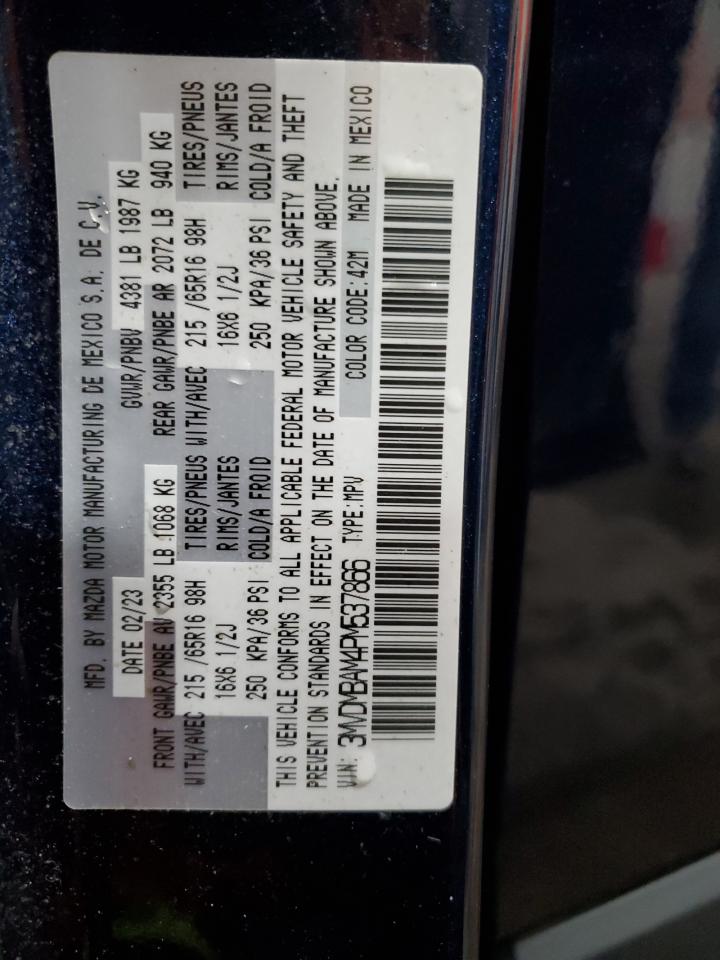 MFD. BY MAZDA MOTOR MANUFACTURING DE MEXICO S.A. DE C.V.
DATE 02/23 GVWR/PNBV 4381 LB 1987 KG
FRONT GAWR/PNBE AV 2355 LB 1068 KG REAR GAWR/PNBE AR 2072 LB 940 KG
WITH/AVEC 215 /65R16 98H TIRES/PNEUS WITH/AVEC 215 /65R16 98H TIRES/PNEUS
16X6 1/2J RIMS/JANTES 16X6 1/2J RIMS/JANTES
250 KPA/36 PSI COLD/A FROID 250 KPA/36 PSI COLD/A FROID
THIS VEHICLE CONFORMS TO ALL APPLICABLE FEDERAL MOTOR VEHICLE SAFETY AND THEFT
PREVENTION STANDARDS IN EFFECT ON THE DATE OF MANUFACTURE SHOWN ABOVE.
VIN: 3MVDMBAM4PM537866 TYPE:MPV COLOR CODE:42M MADE IN MEXICO